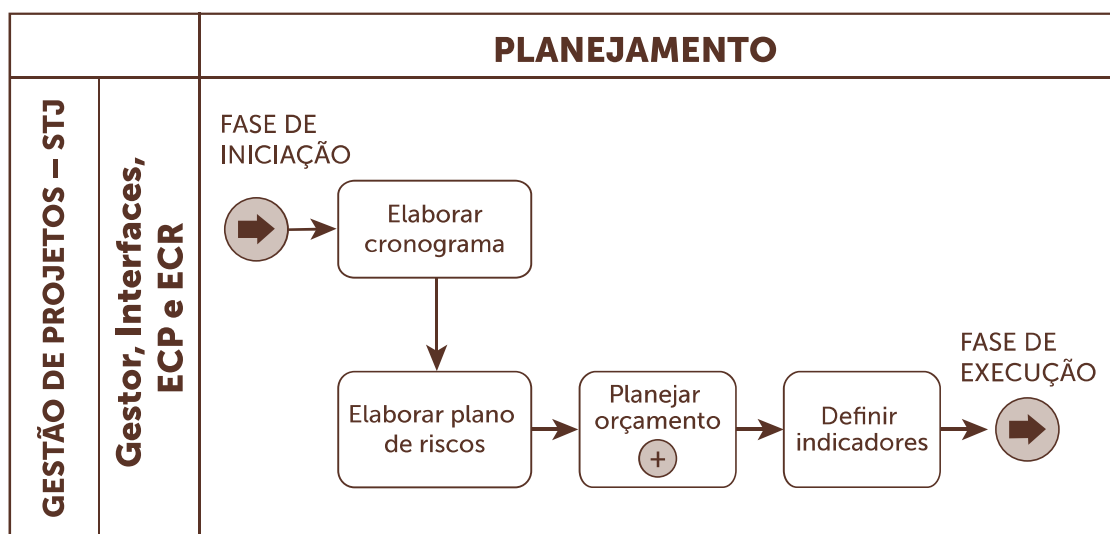 PLANEJAMENTO
GESTÃO DE PROJETOS – STJ
Gestor, Interfaces,
ECP e ECR
FASE DE
INICIAÇÃO
Elaborar
cronograma
Elaborar plano
de riscos
Planejar
orçamento
+
Definir
indicadores
FASE DE
EXECUÇÃO